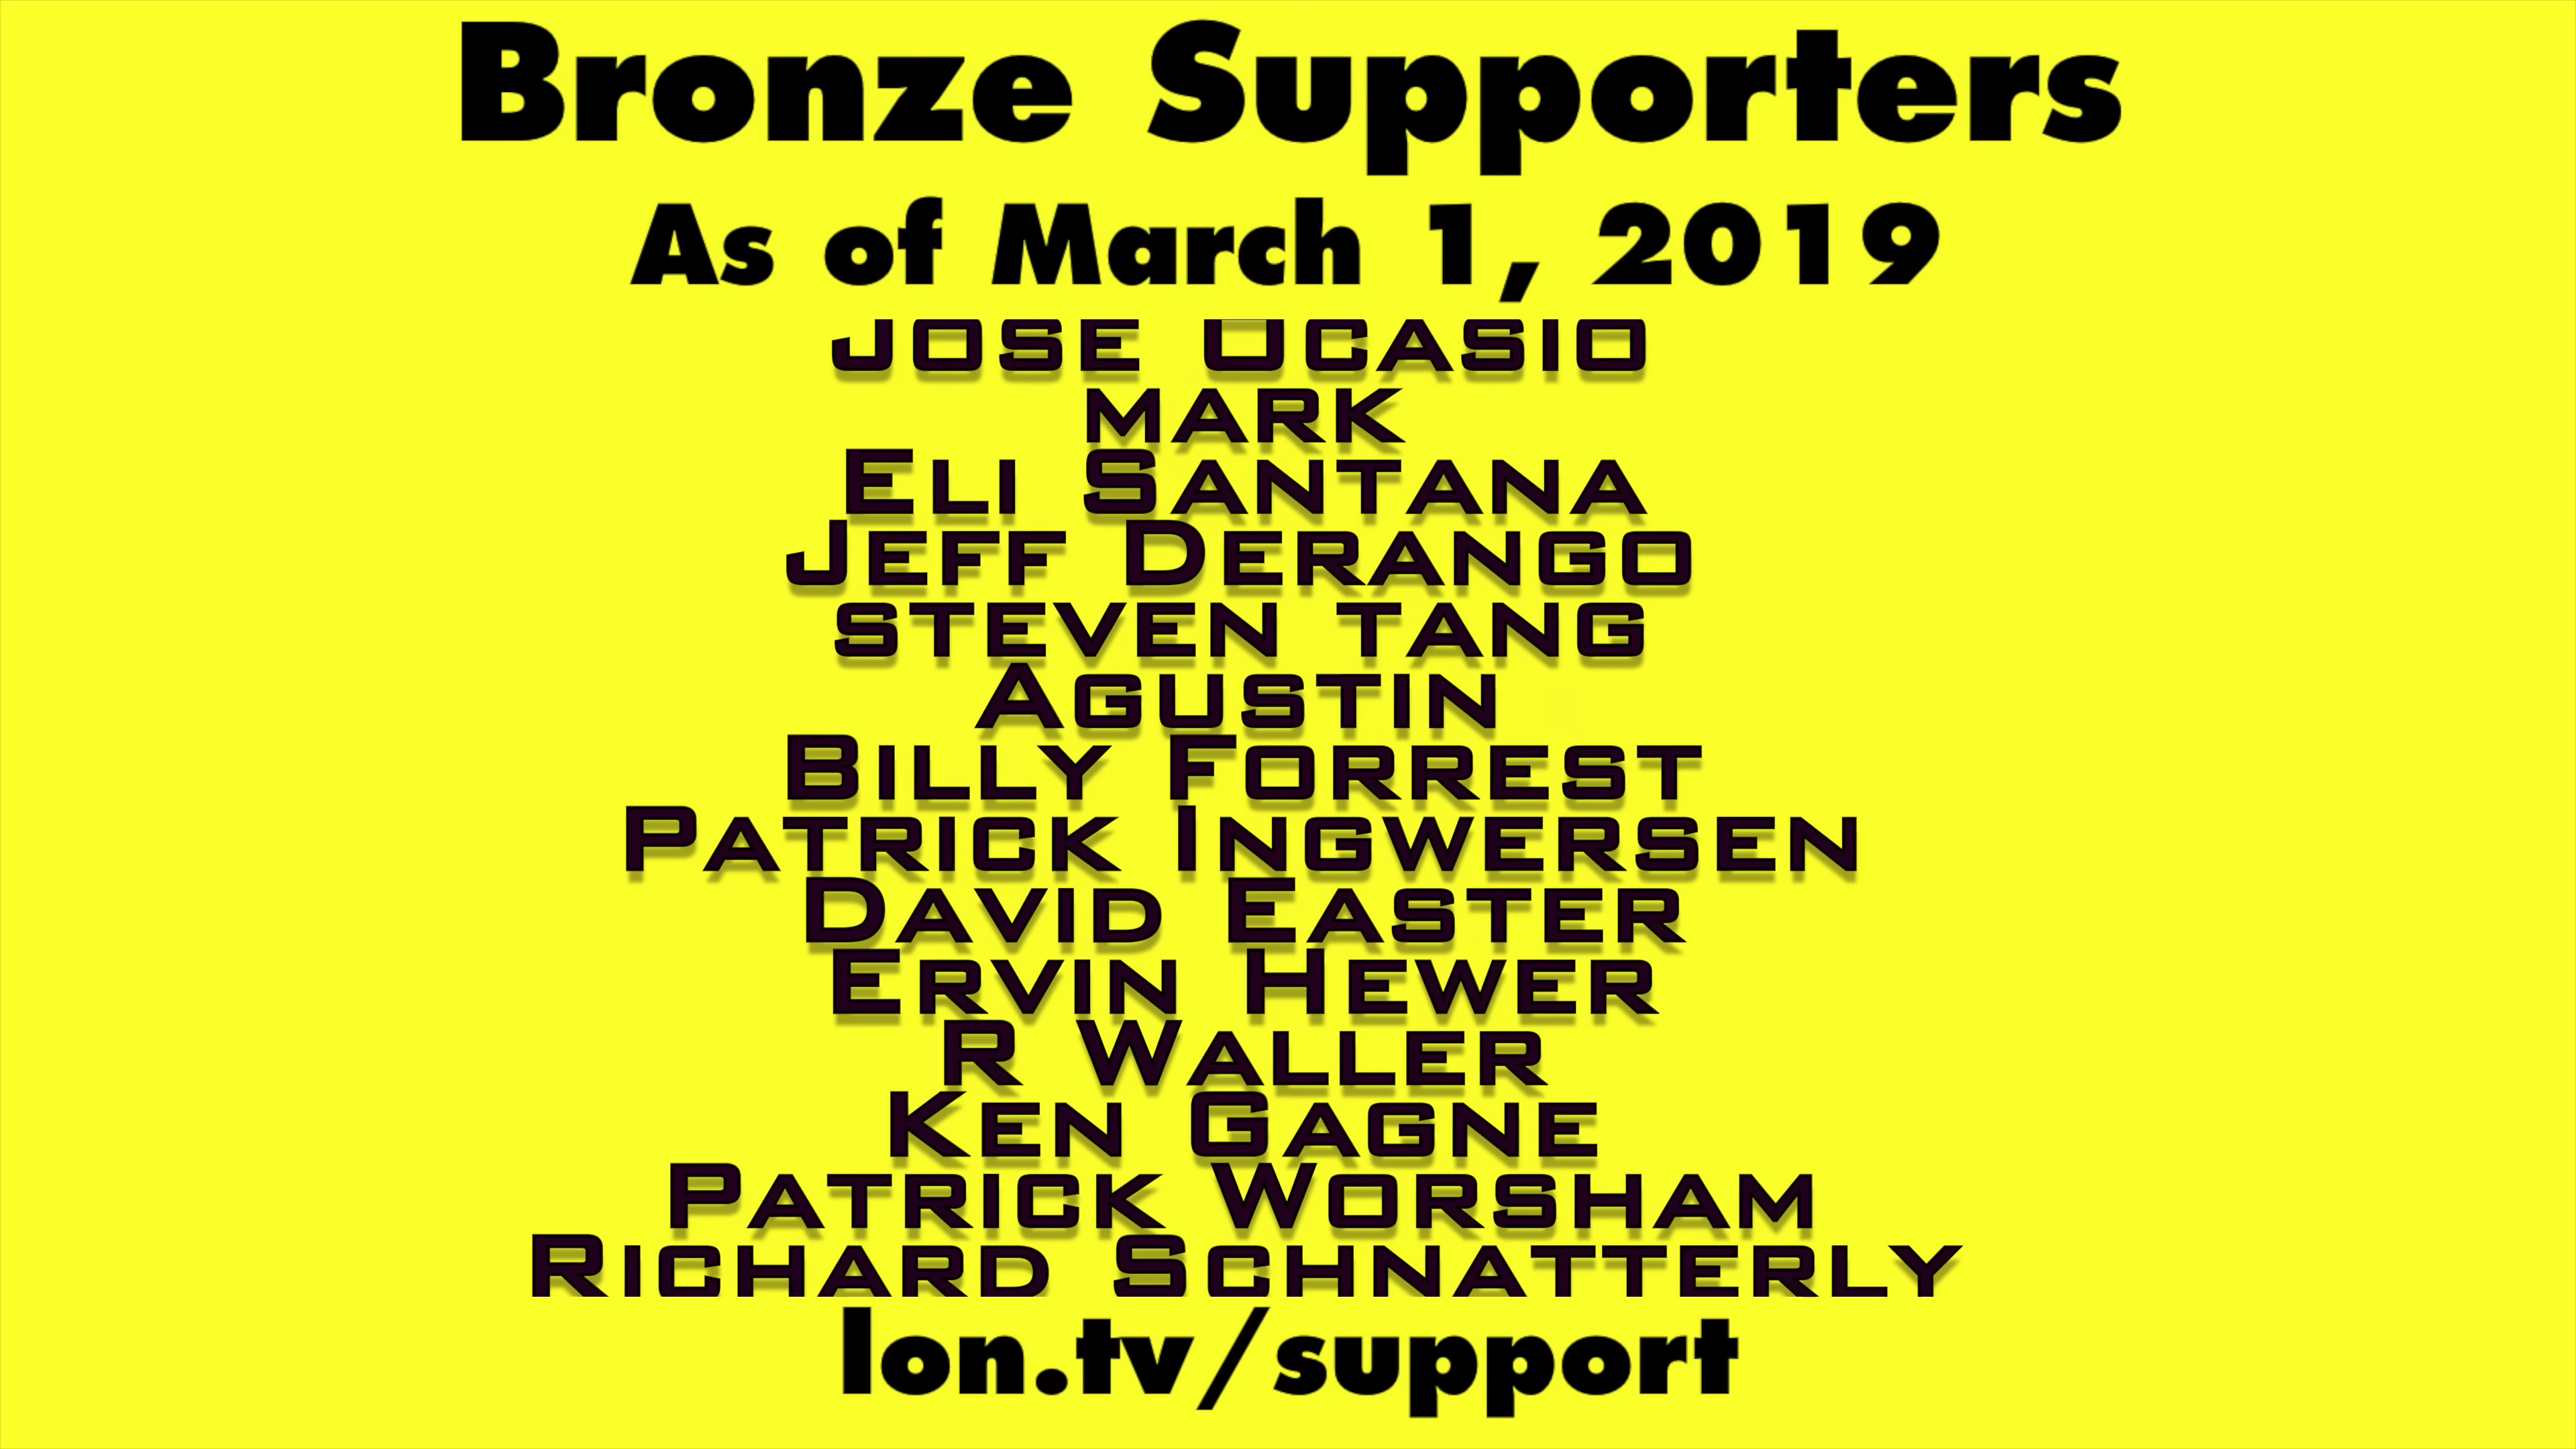 Bronze Supporters
As of March 1, 2019
Jose Ocasio
mark
Eli Santana
Jeff Derango
steven tang
Agustin
Billy Forrest
Patrick Ingwersen
David Easter
Ervin Hewer
R Waller
Ken Gagne
Patrick Worsham
Richard Schnatterly
lon.tv/support